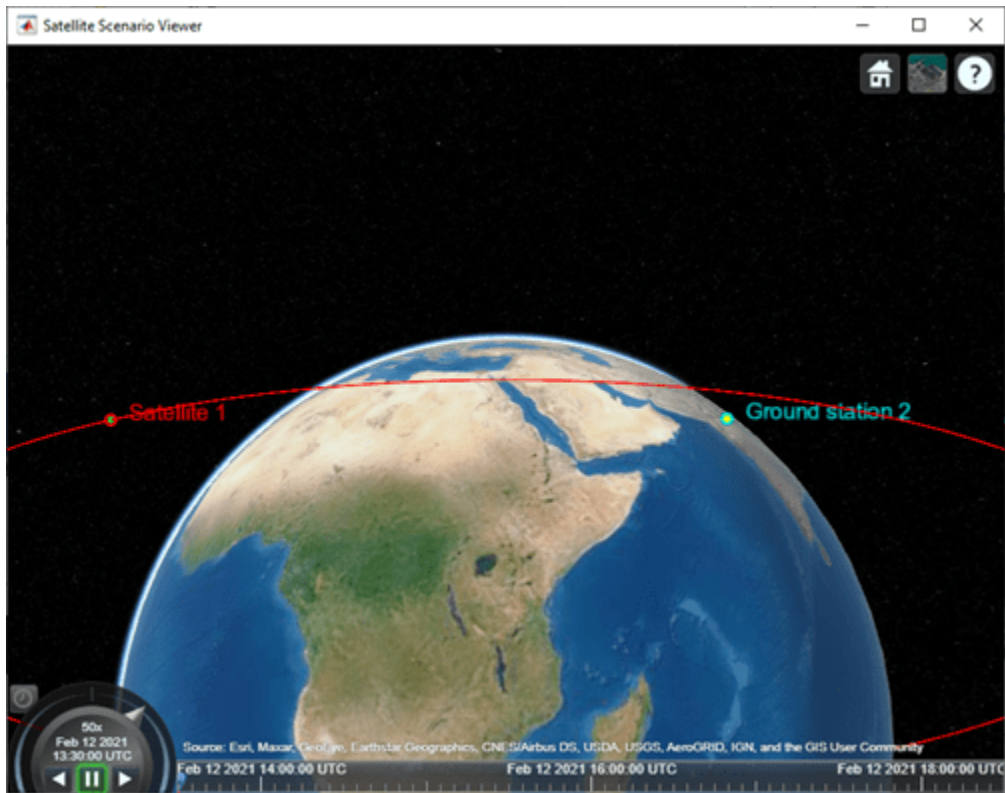 Satellite Scenario Viewer
?
Satellite 1
Ground station 2
50x
Feb 12 2021
13:30:00 UTC
Source: Esri, Maxar, GeoEye, Earthstar Geographics, CNES/Airbus DS, USDA, USGS, AeroGRID, IGN, and the GIS User Community
Feb 12 2021 14:00:00 UTC
Feb 12 2021 16:00:00 UTC
Feb 12 2021 18:00:00 UTC